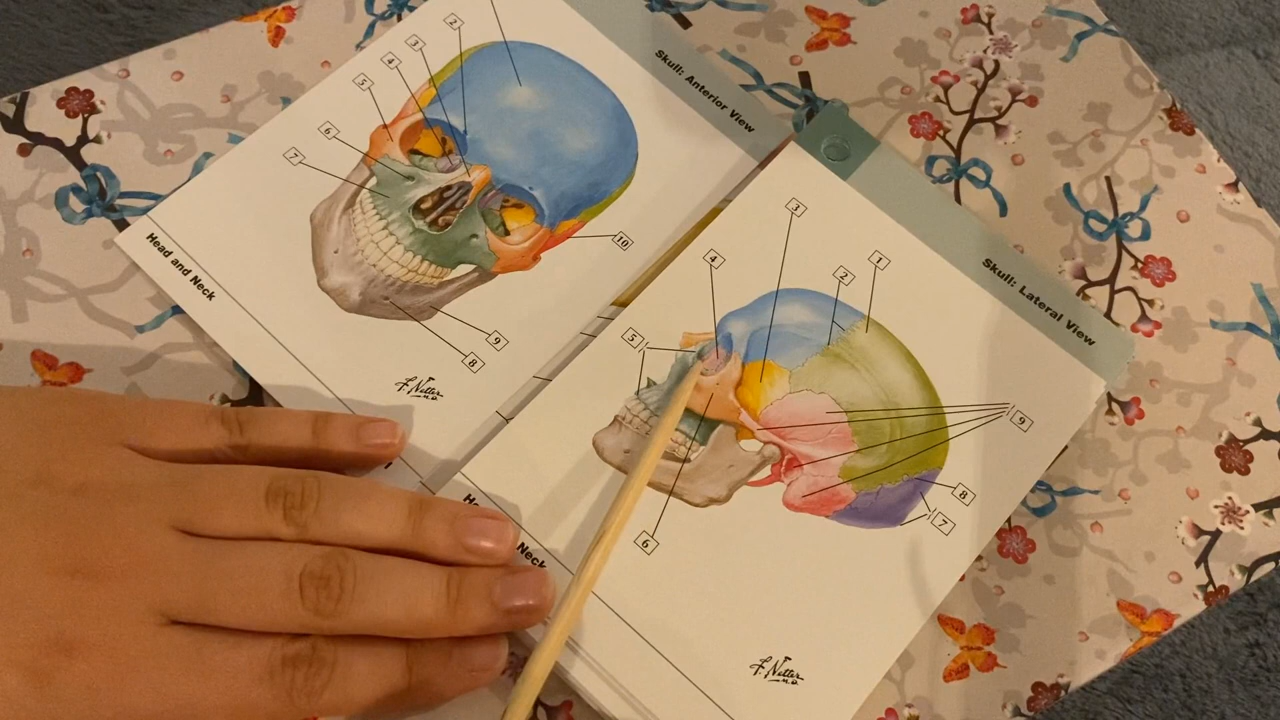 Skull: Anterior View
2
3
4
5
6
7
10
9
8
F. Netter
M.D.
Head and Neck
Skull: Lateral View
3
4
2
1
5
9
8
7
6
F. Netter
M.D.
Neck